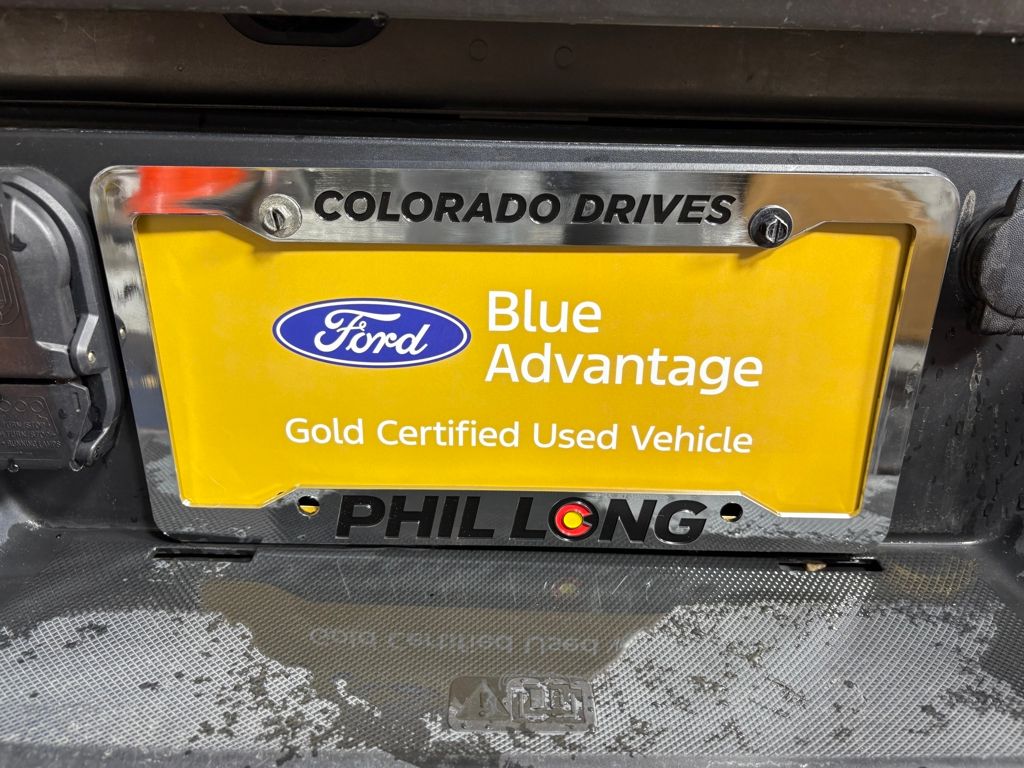 COLORADO DRIVES
Ford
Blue
Advantage
Gold Certified Used Vehicle
PHIL LONG